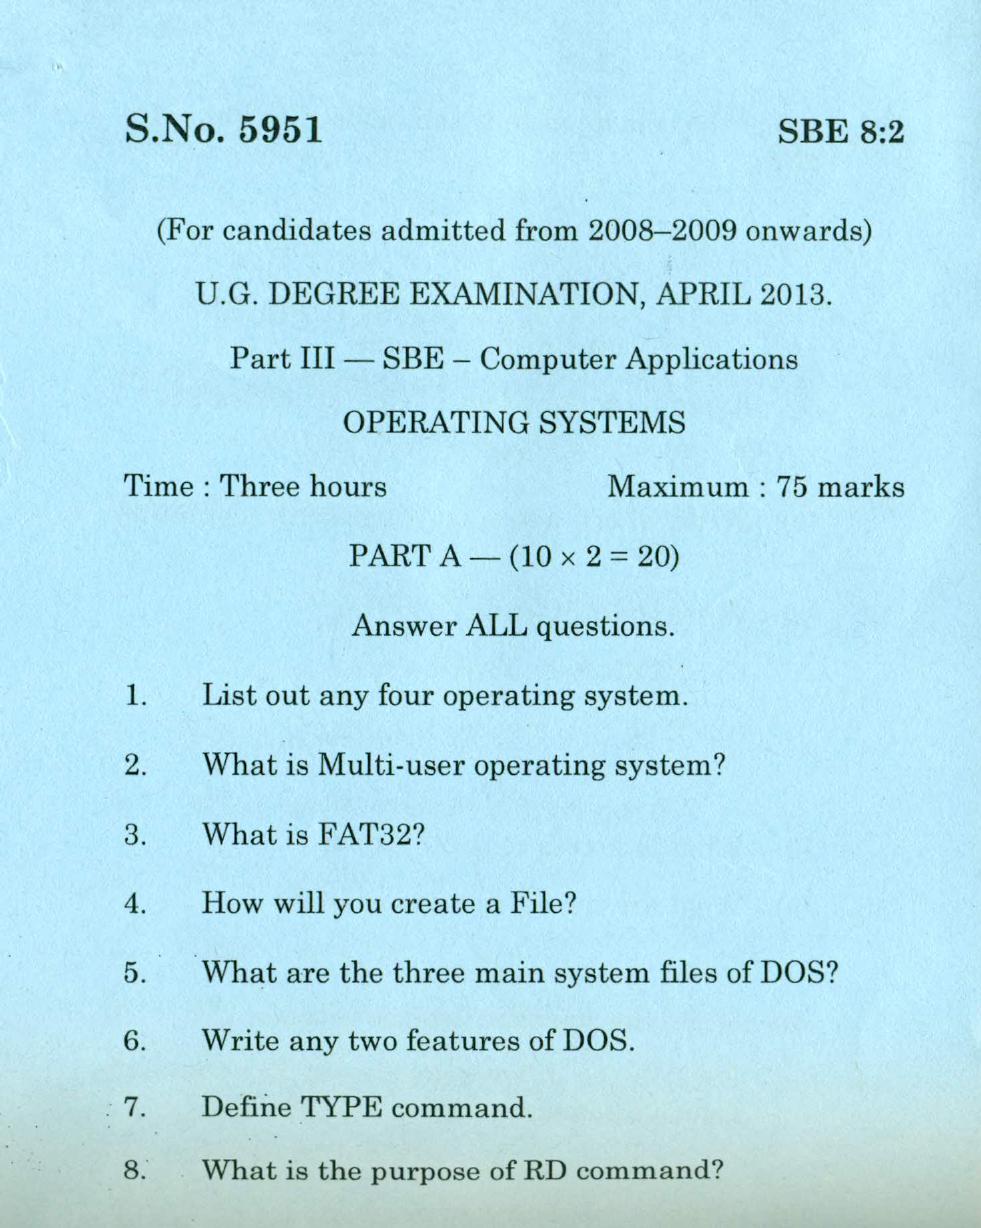 S.No. 5951 SBE 8:2
(For candidates admitted from 2008–2009 onwards)
U.G. DEGREE EXAMINATION, APRIL 2013.
Part III — SBE – Computer Applications
OPERATING SYSTEMS
Time : Three hours Maximum : 75 marks
PART A — (10 × 2 = 20)
Answer ALL questions.
1. List out any four operating system.
2. What is Multi-user operating system?
3. What is FAT32?
4. How will you create a File?
5. What are the three main system files of DOS?
6. Write any two features of DOS.
7. Define TYPE command.
8. What is the purpose of RD command?